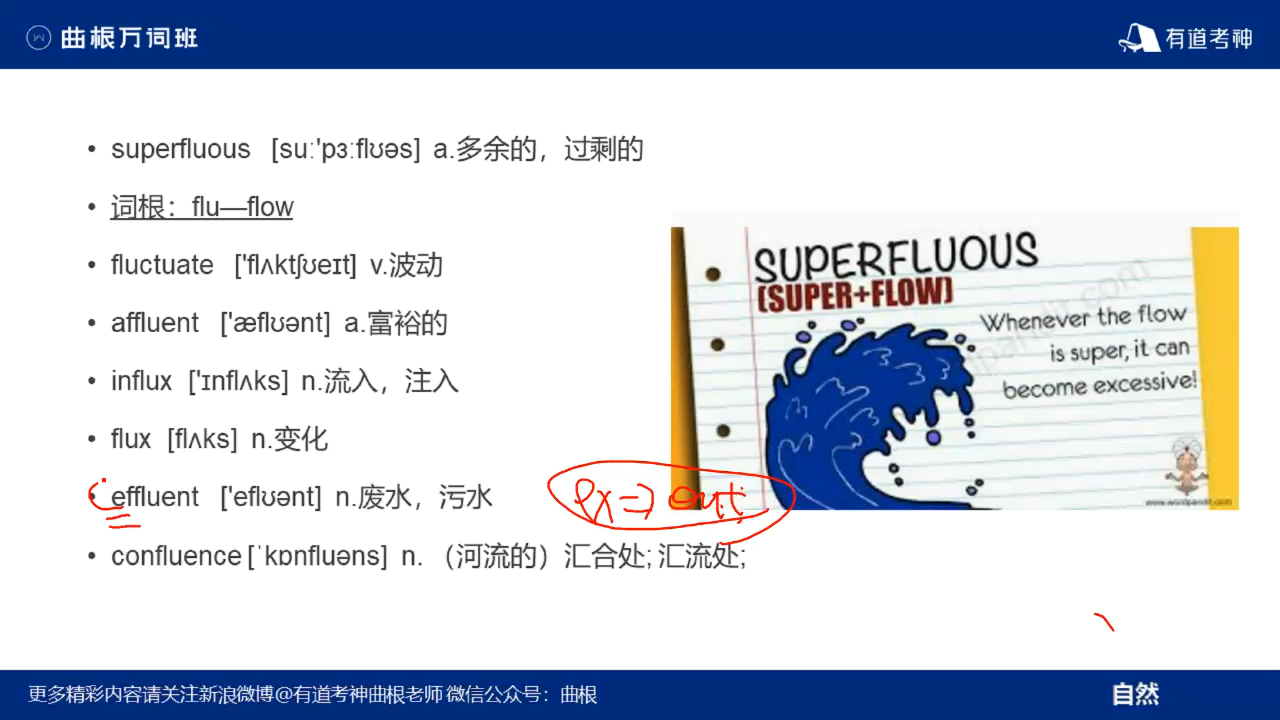 曲根万词班
有道考神
superfluous [suːˈpɜːflʊəs] a.多余的，过剩的
词根：flu—flow
fluctuate ['flʌktʃʊeɪt] v.波动
affluent ['æflʊənt] a.富裕的
influx ['ɪnflʌks] n.流入，注入
flux [flʌks] n.变化
effluent ['eflʊənt] n.废水，污水
ex => out
confluence [ˈkɒnfluəns] n. （河流的）汇合处; 汇流处;
SUPERFLUOUS
(SUPER+FLOW)
Whenever the flow
is super, it can
become excessive!
www.wordpandit.com
更多精彩内容请关注新浪微博@有道考神曲根老师 微信公众号：曲根
自然